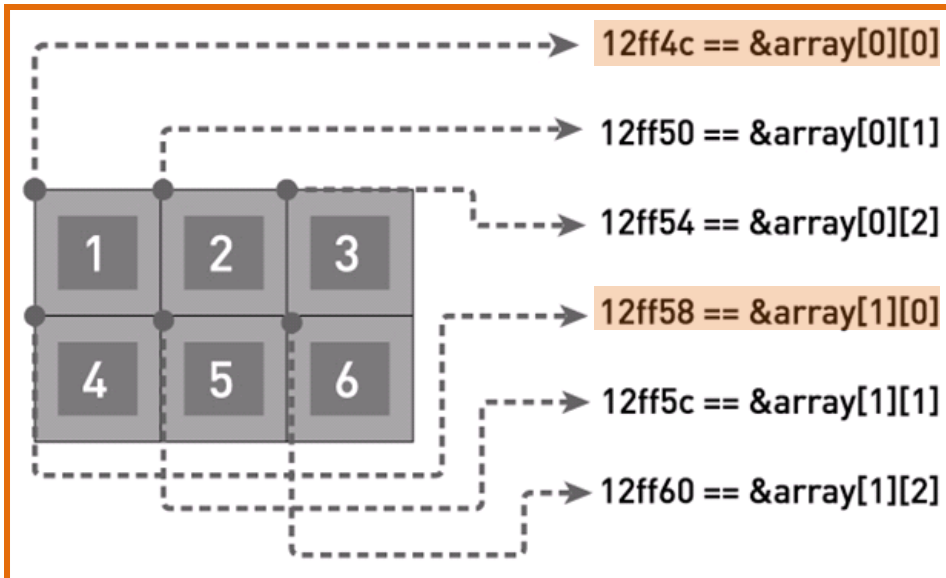 12ff4c == &array[0][0]
12ff50 == &array[0][1]
12ff54 == &array[0][2]
1 2 3
12ff58 == &array[1][0]
4 5 6
12ff5c == &array[1][1]
12ff60 == &array[1][2]